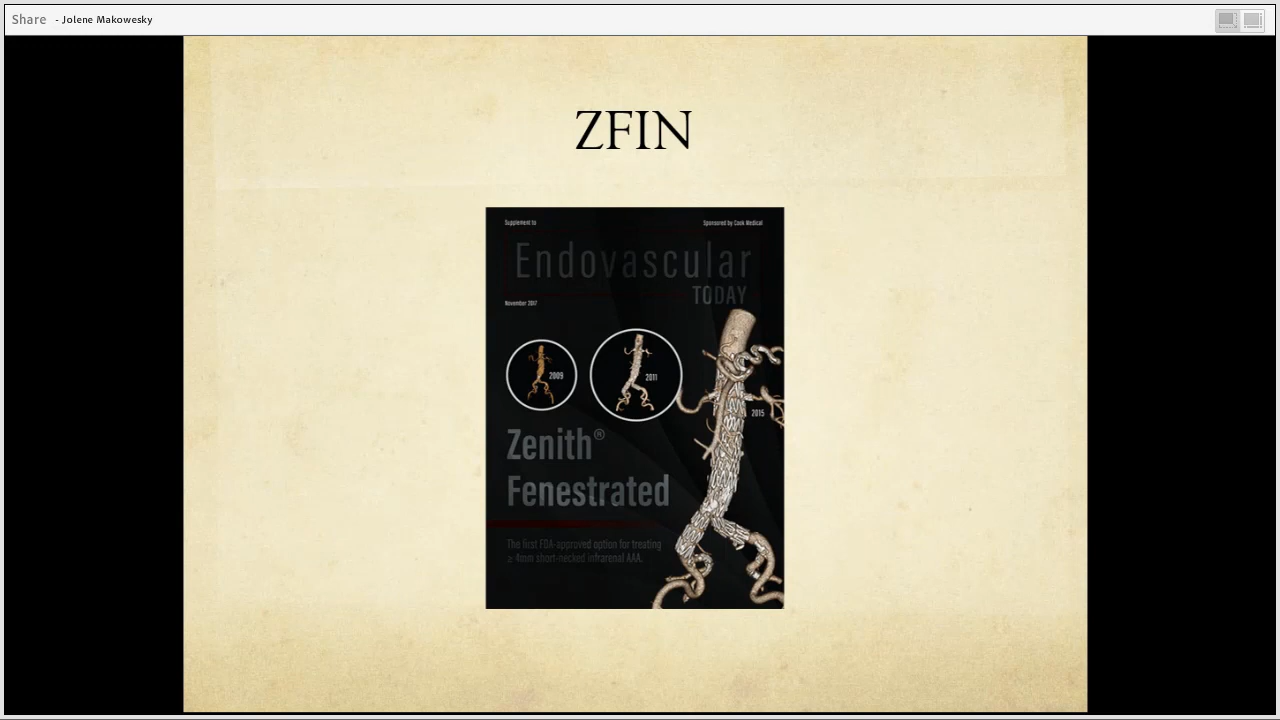 Share - Jolene Makowesky
ZFIN
Supplement to
Sponsored by Cook Medical
Endovascular
TODAY
November 2017
2009
2011
2015
Zenith®
Fenestrated
The first FDA-approved option for treating
≥ 4mm short-necked infrarenal AAA.